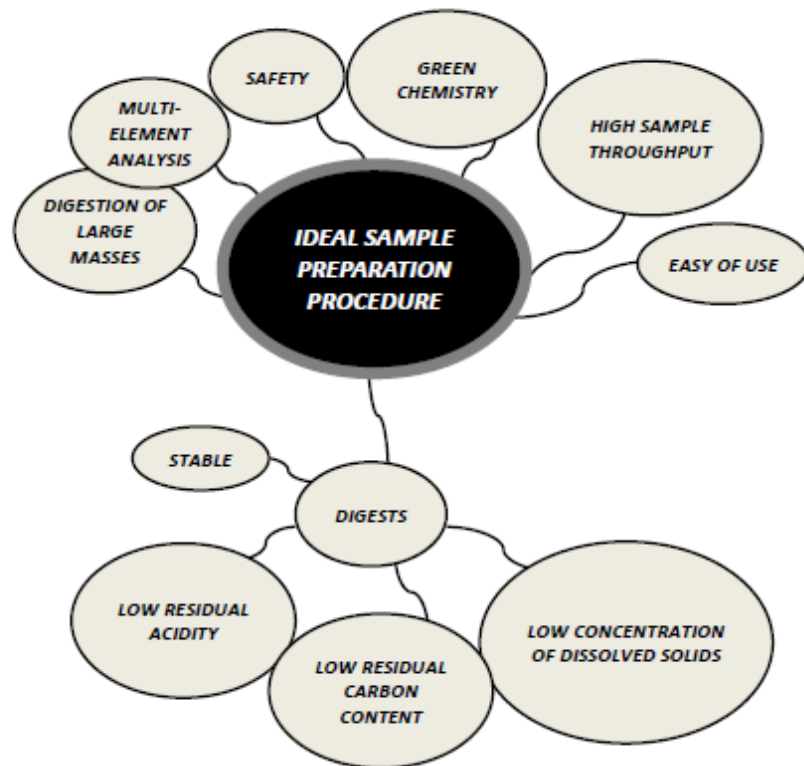 SAFETY
GREEN
CHEMISTRY
MULTI-
ELEMENT
ANALYSIS
HIGH SAMPLE
THROUGHPUT
DIGESTION OF
LARGE
MASSES
IDEAL SAMPLE
PREPARATION
PROCEDURE
EASY OF USE
STABLE
DIGESTS
LOW RESIDUAL
ACIDITY
LOW RESIDUAL
CARBON
CONTENT
LOW CONCENTRATION
OF DISSOLVED SOLIDS